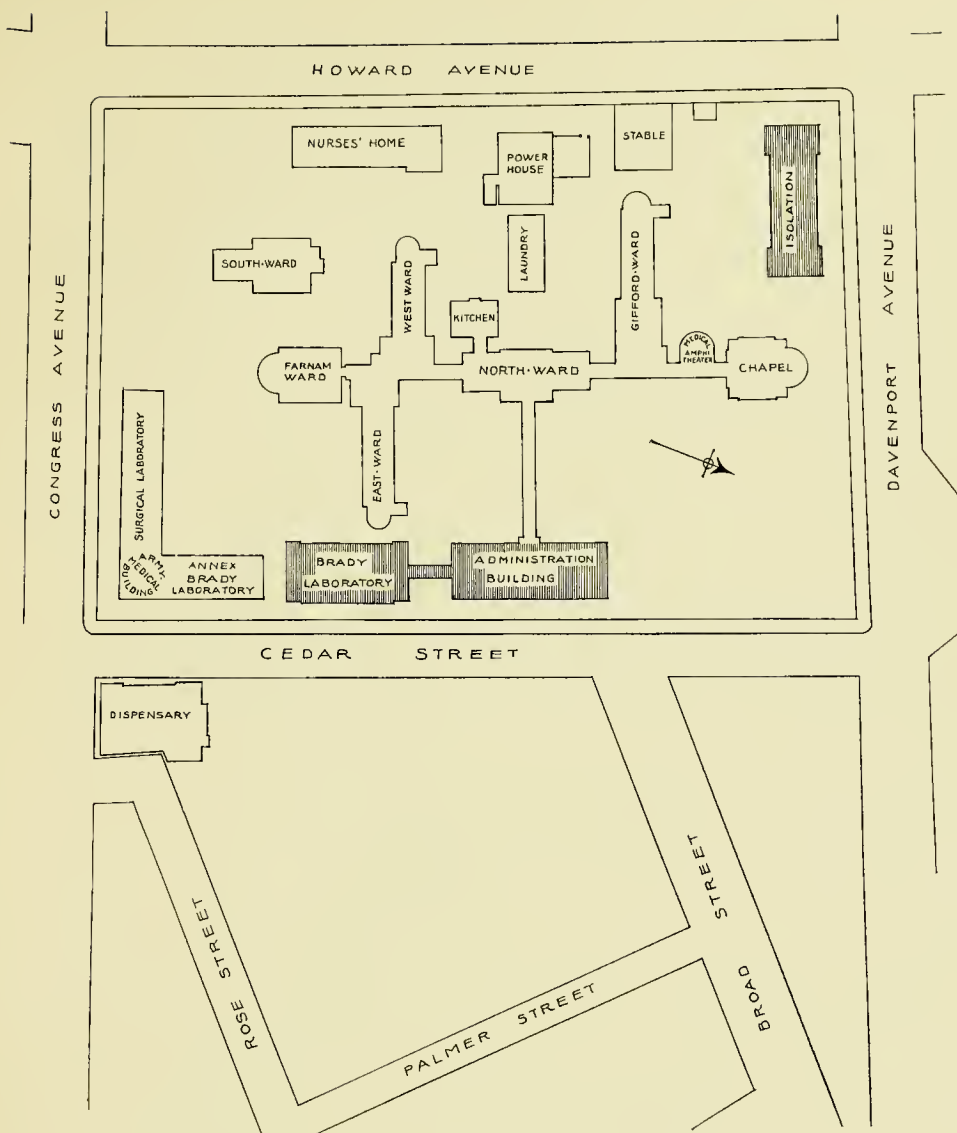 HOWARD AVENUE
NURSES' HOME
POWER
HOUSE
STABLE
ISOLATION
LAUNDRY
SOUTH·WARD
WEST WARD
GIFFORD·WARD
KITCHEN
FARNAM
WARD
NORTH·WARD
MEDICAL
AMPHI
THEATER
CHAPEL
CONGRESS AVENUE
DAVENPORT AVENUE
SURGICAL LABORATORY
EAST·WARD
ARMY
MEDICAL
BUILDING
ANNEX
BRADY
LABORATORY
BRADY
LABORATORY
ADMINISTRATION
BUILDING
CEDAR STREET
DISPENSARY
ROSE STREET
PALMER STREET
BROAD STREET